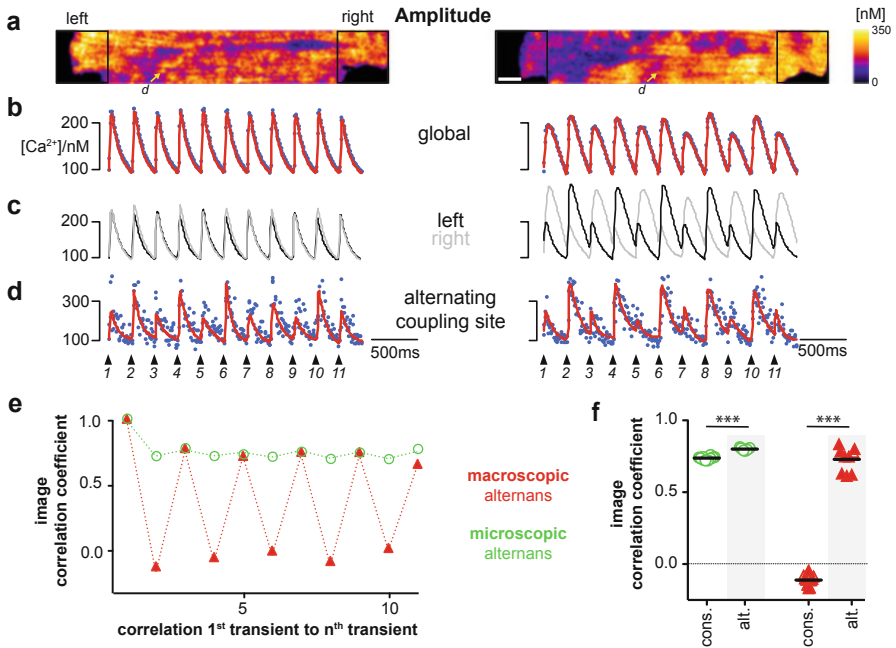 a
left
Amplitude
right
[nM]
350
0
d
d
b
200
[Ca²⁺]/nM
100
global
c
200
100
left
right
d
300
100
alternating
coupling site
500ms
500ms
1 2 3 4 5 6 7 8 9 10 11
1 2 3 4 5 6 7 8 9 10 11
e
image
correlation coefficient
1.0
0.5
0.0
5
10
correlation 1ˢᵗ transient to nᵗʰ transient
macroscopic
alternans
microscopic
alternans
f
image
correlation coefficient
1.0
0.5
0.0
***
***
cons.
alt.
cons.
alt.